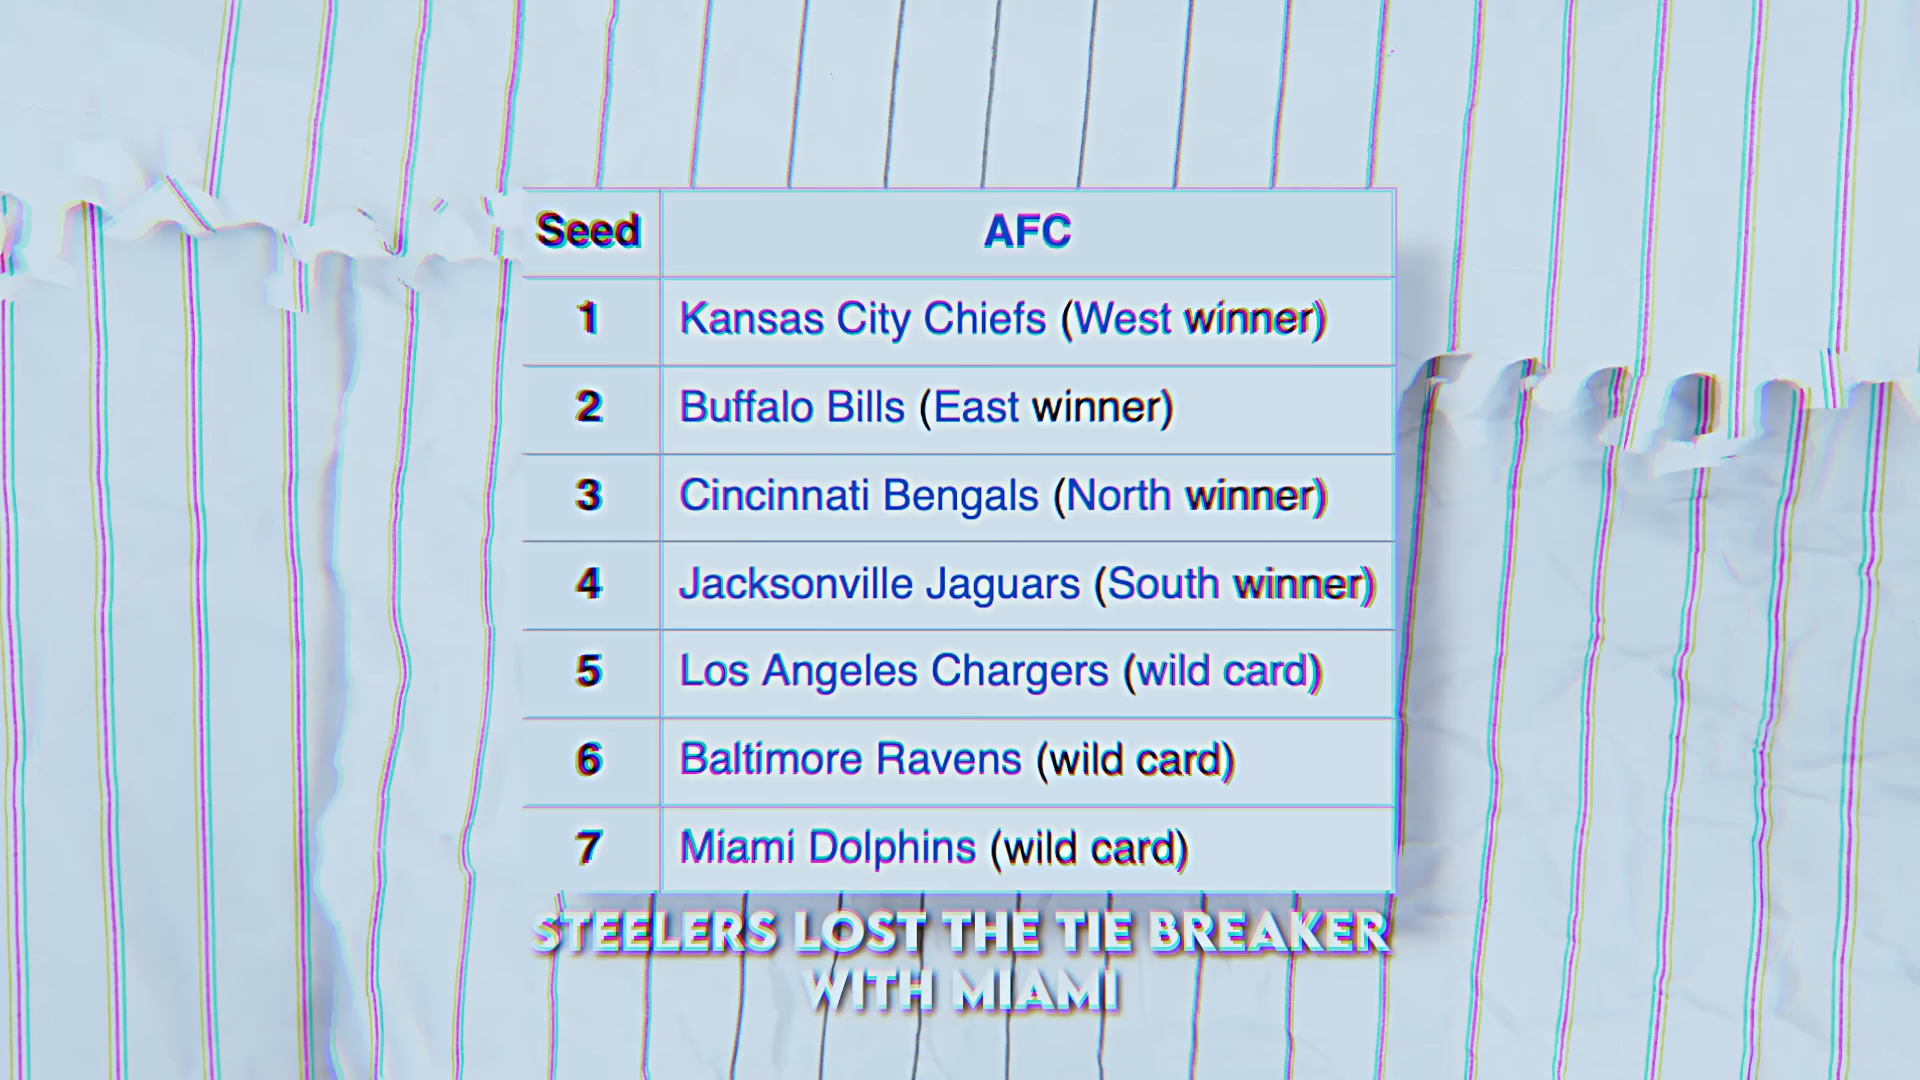 Seed AFC
1 Kansas City Chiefs (West winner)
2 Buffalo Bills (East winner)
3 Cincinnati Bengals (North winner)
4 Jacksonville Jaguars (South winner)
5 Los Angeles Chargers (wild card)
6 Baltimore Ravens (wild card)
7 Miami Dolphins (wild card)
STEELERS LOST THE TIE BREAKER
WITH MIAMI